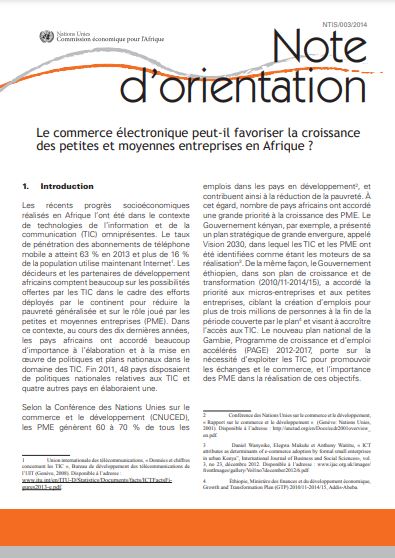 NTIS/003/2014
Nations Unies
Commission économique pour l'Afrique
Note
d'orientation
Le commerce électronique peut-il favoriser la croissance
des petites et moyennes entreprises en Afrique ?
1. Introduction
Les récents progrès socioéconomiques
réalisés en Afrique l'ont été dans le contexte
de technologies de l'information et de la
communication (TIC) omniprésentes. Le taux
de pénétration des abonnements de téléphone
mobile a atteint 63 % en 2013 et plus de 16 %
de la population utilise maintenant Internet¹. Les
décideurs et les partenaires de développement
africains comptent beaucoup sur les possibilités
offertes par les TIC dans le cadre des efforts
déployés par le continent pour réduire la
pauvreté généralisée et sur le rôle joué par les
petites et moyennes entreprises (PME). Dans
ce contexte, au cours des dix dernières années,
les pays africains ont accordé beaucoup
d'importance à l'élaboration et à la mise en
œuvre de politiques et plans nationaux dans le
domaine des TIC. Fin 2011, 48 pays disposaient
de politiques nationales relatives aux TIC et
quatre autres pays en élaboraient une.
Selon la Conférence des Nations Unies sur le
commerce et le développement (CNUCED),
les PME génèrent 60 à 70 % de tous les
1 Union internationale des télécommunications, « Données et chiffres
concernant les TIC », Bureau de développement des télécommunications de
l'UIT (Genève, 2008). Disponible à l'adresse :
www.itu.int/en/ITU-D/Statistics/Documents/facts/ICTFactsFi-
gures2013-e.pdf.
emplois dans les pays en développement², et
contribuent ainsi à la réduction de la pauvreté. À
cet égard, nombre de pays africains ont accordé
une grande priorité à la croissance des PME. Le
Gouvernement kényan, par exemple, a présenté
un plan stratégique de grande envergure, appelé
Vision 2030, dans lequel les TIC et les PME ont
été identifiées comme étant les moteurs de sa
réalisation³. De la même façon, le Gouvernement
éthiopien, dans son plan de croissance et de
transformation (2010/11-2014/15), a accordé la
priorité aux micros-entreprises et aux petites
entreprises, ciblant la création d'emplois pour
plus de trois millions de personnes à la fin de la
période couverte par le plan⁴ et visant à accroître
l'accès aux TIC. Le nouveau plan national de la
Gambie, Programme de croissance et d'emploi
accélérés (PAGE) 2012-2017, porte sur la
nécessité d'exploiter les TIC pour promouvoir
les échanges et le commerce, et l'importance
des PME dans la réalisation de ces objectifs.
2 Conférence des Nations Unies sur le commerce et le développement,
« Rapport sur le commerce et le développement » (Genève: Nations Unies,
2001). Disponible à l'adresse : http://unctad.org/en/Docs/tdr2001overview_
en.pdf
3 Daniel Wanyoike, Elegwa Mukulu et Anthony Waititu, « ICT
attributes as determinants of e-commerce adoption by formal small enterprises
in urban Kenya", International Journal of Business and Social Sciences», vol.
3, no 23, décembre 2012. Disponible à l'adresse :
4 Éthiopie, Ministère des finances et du développement économique,
Growth and Transformation Plan (GTP) 2010/11-2014/15, Addis-Abeba.